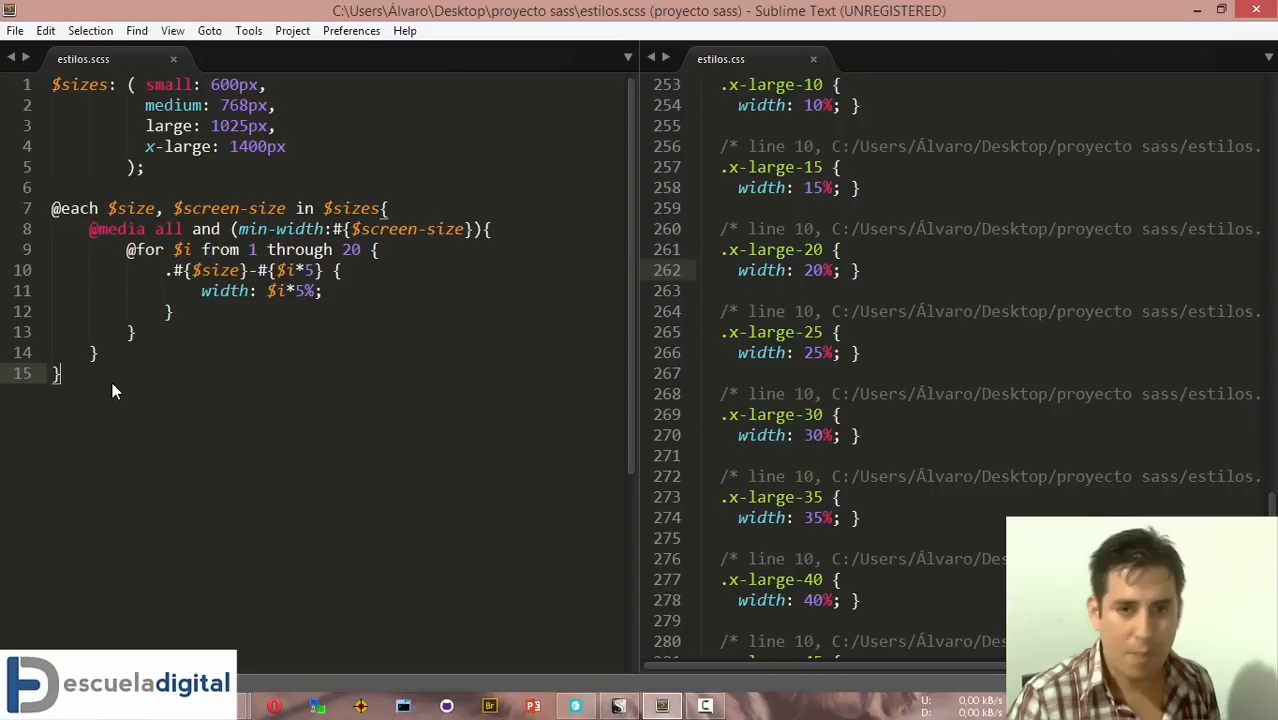 C:\Users\Álvaro\Desktop\proyecto sass\estilos.scss (proyecto sass) - Sublime Text (UNREGISTERED)
File Edit Selection Find View Goto Tools Project Preferences Help
estilos.scss
1 $sizes: ( small: 600px,
2 medium: 768px,
3 large: 1025px,
4 x-large: 1400px
5 );
6
7 @each $size, $screen-size in $sizes{
8 @media all and (min-width:#{$screen-size}){
9 @for $i from 1 through 20 {
10 .#{$size}-#{$i*5} {
11 width: $i*5%;
12 }
13 }
14 }
15 }
estilos.css
253 .x-large-10 {
254 width: 10%; }
255
256 /* line 10, C:/Users/Álvaro/Desktop/proyecto sass/estilos.
257 .x-large-15 {
258 width: 15%; }
259
260 /* line 10, C:/Users/Álvaro/Desktop/proyecto sass/estilos.
261 .x-large-20 {
262 width: 20%; }
263
264 /* line 10, C:/Users/Álvaro/Desktop/proyecto sass/estilos.
265 .x-large-25 {
266 width: 25%; }
267
268 /* line 10, C:/Users/Álvaro/Desktop/proyecto sass/estilos.
269 .x-large-30 {
270 width: 30%; }
271
272 /* line 10, C:/Users/Álvaro/Desktop/proyecto sass/estilos.
273 .x-large-35 {
274 width: 35%; }
275
276 /* line 10, C:/Users/Álvaro/De
277 .x-large-40 {
278 width: 40%; }
279
280 /* line 10, C:/Users/Álvaro/De
escueladigital
Br
U: 0,00 kB/s
D: 0,00 kB/s